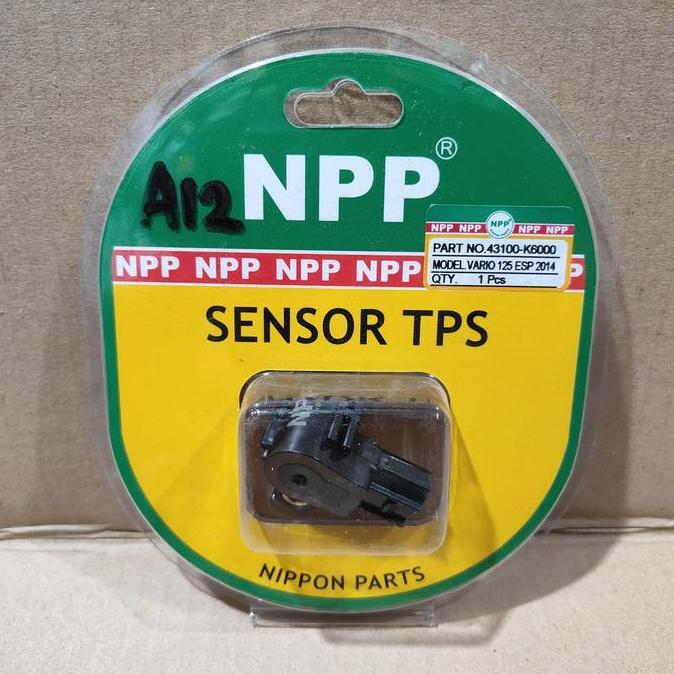 NPP®
A12
NPP NPP NPP NPP NPP
PART NO.43100-K6000
MODEL VARIO 125 ESP 2014
QTY. 1 Pcs
NPP NPP NPP NPP P
SENSOR TPS
NIPPON PARTS